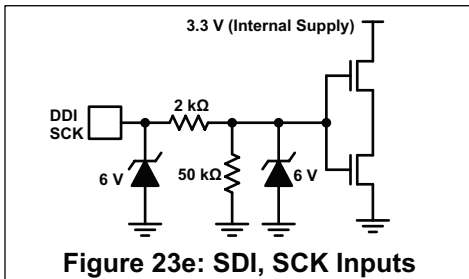 3.3 V (Internal Supply)
DDI
SCK
2 kΩ
6 V
50 kΩ
6 V
Figure 23e: SDI, SCK Inputs